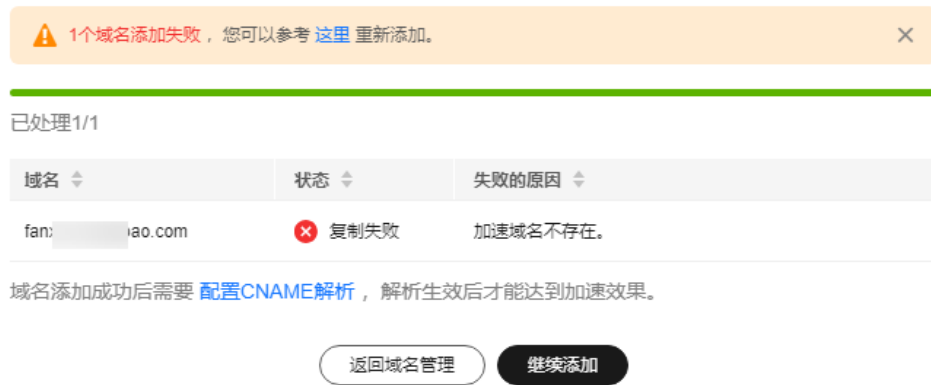 1个域名添加失败，您可以参考 这里 重新添加。
已处理1/1
域名 状态 失败的原因
fan ao.com 复制失败 加速域名不存在。
域名添加成功后需要 配置CNAME解析，解析生效后才能达到加速效果。
返回域名管理 继续添加